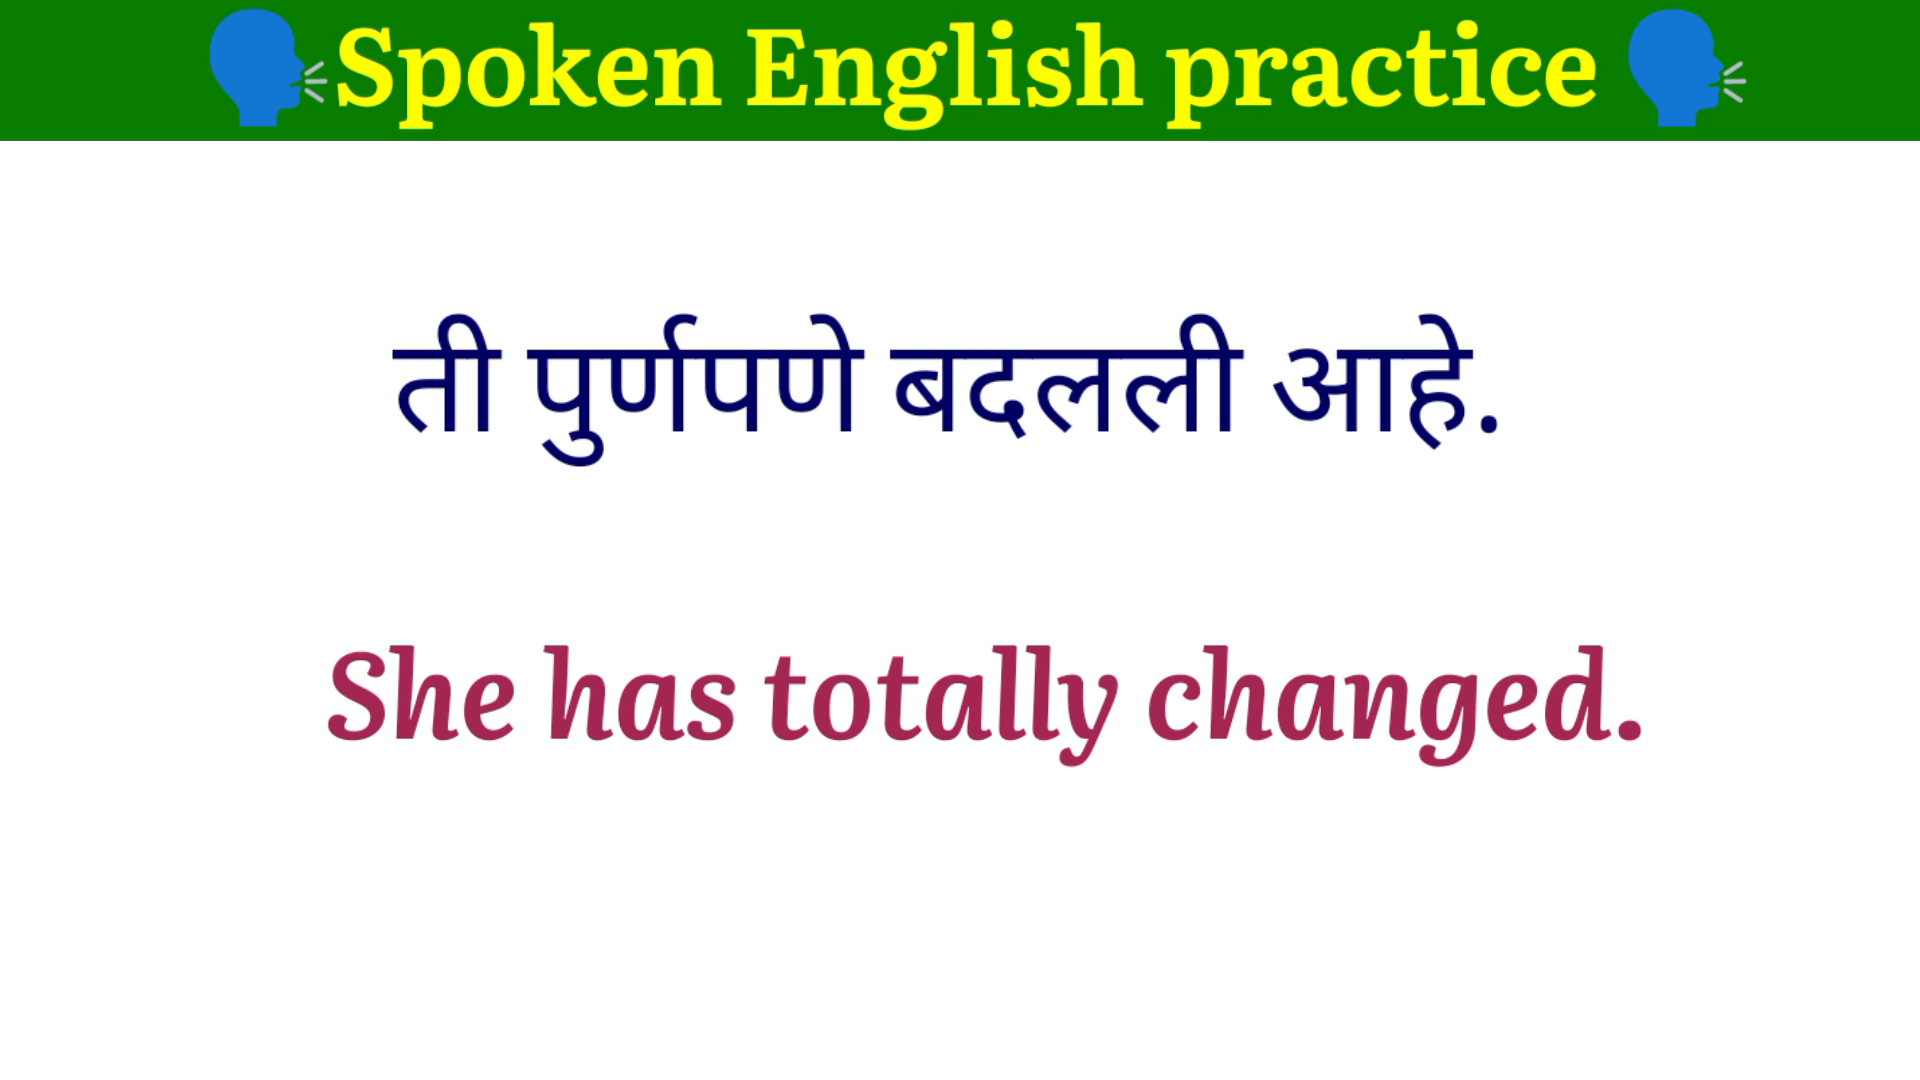 Spoken English practice
ती पुर्णपणे बदलली आहे.
She has totally changed.